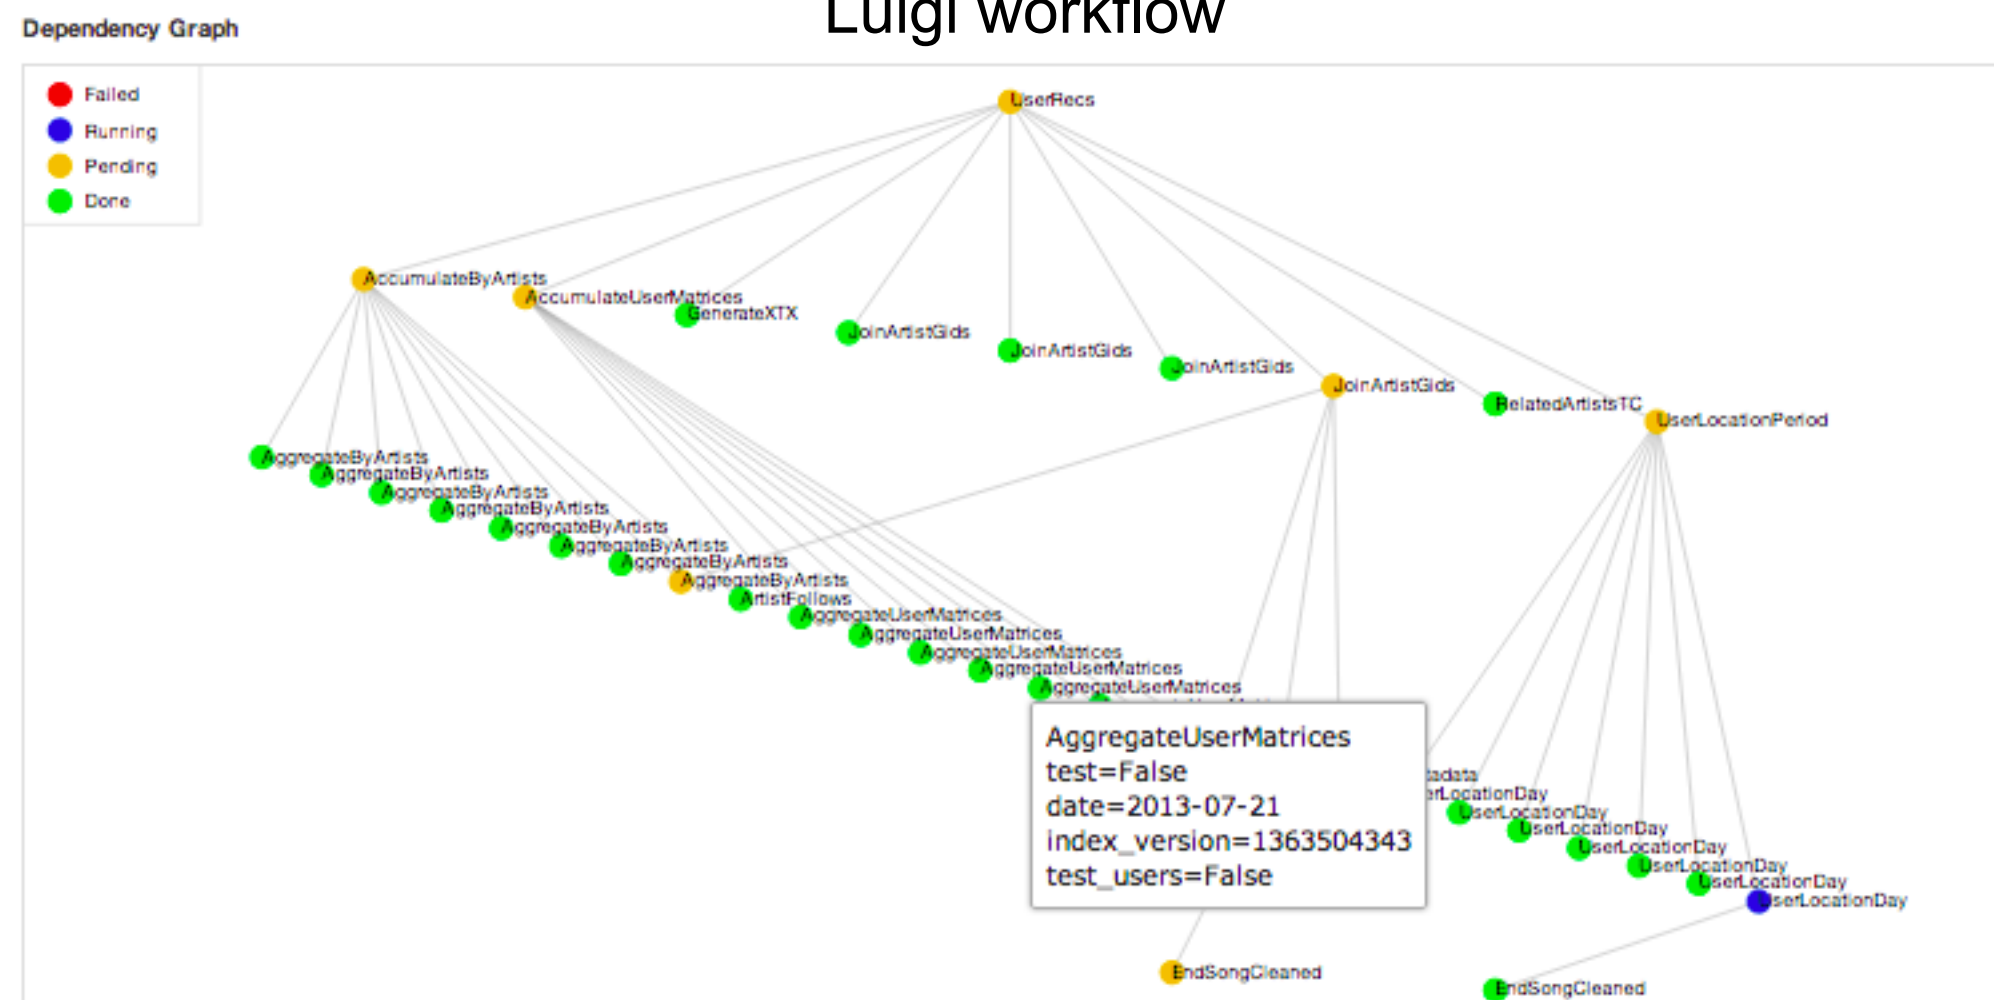 Luigi workflow
Dependency Graph
Failed
Running
Pending
Done
UserRecs
AccumulateByArtists
AccumulateUserMatrices
GenerateXTX
JoinArtistGids
JoinArtistGids
JoinArtistGids
JoinArtistGids
RelatedArtistsTC
UserLocationPeriod
AggregateByArtists
AggregateByArtists
AggregateByArtists
AggregateByArtists
AggregateByArtists
AggregateByArtists
AggregateByArtists
AggregateByArtists
ArtistFollows
AggregateUserMatrices
AggregateUserMatrices
AggregateUserMatrices
AggregateUserMatrices
AggregateUserMatrices
AggregateUserMatrices
test=False
date=2013-07-21
index_version=1363504343
test_users=False
tadata
erLocationDay
UserLocationDay
UserLocationDay
UserLocationDay
UserLocationDay
UserLocationDay
UserLocationDay
EndSongCleaned
EndSongCleaned